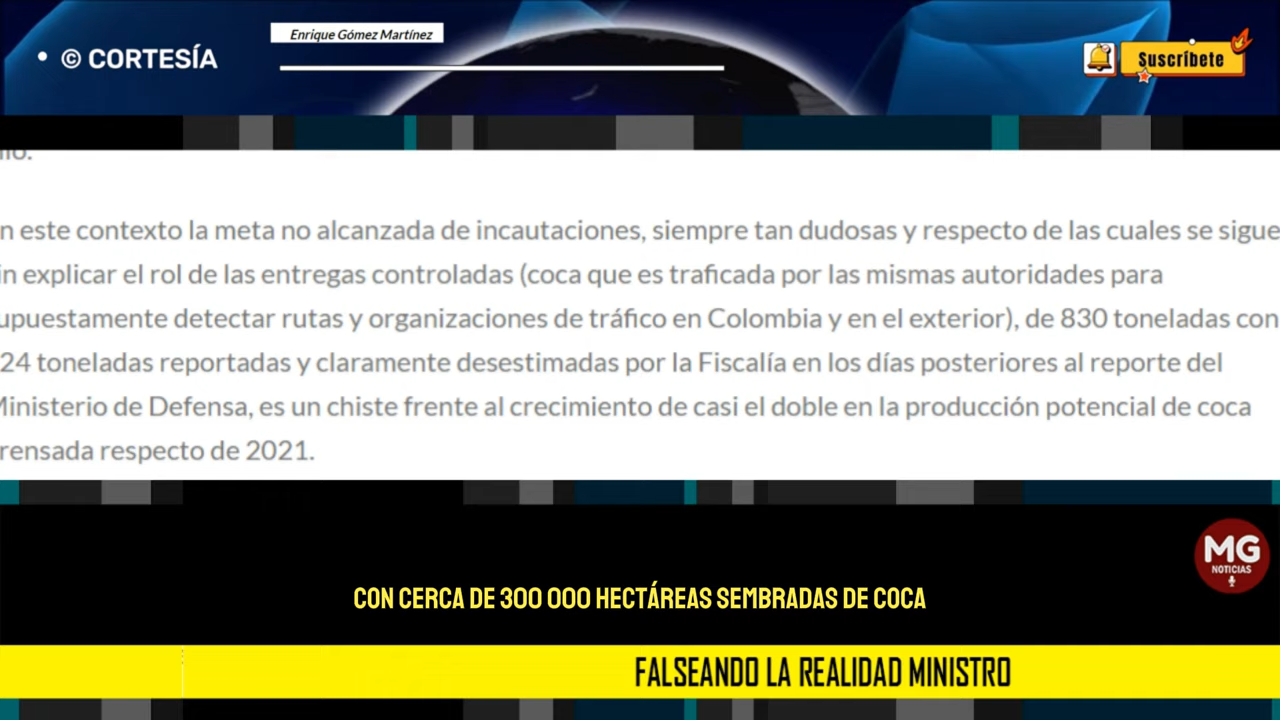 Enrique Gómez Martínez
© CORTESÍA
Suscríbete
n este contexto la meta no alcanzada de incautaciones, siempre tan dudosas y respecto de las cuales se sigue
in explicar el rol de las entregas controladas (coca que es traficada por las mismas autoridades para
upuestamente detectar rutas y organizaciones de tráfico en Colombia y en el exterior), de 830 toneladas con
24 toneladas reportadas y claramente desestimadas por la Fiscalía en los días posteriores al reporte del
Ministerio de Defensa, es un chiste frente al crecimiento de casi el doble en la producción potencial de coca
rensada respecto de 2021.
MG
NOTICIAS
CON CERCA DE 300 000 HECTÁREAS SEMBRADAS DE COCA
FALSEANDO LA REALIDAD MINISTRO